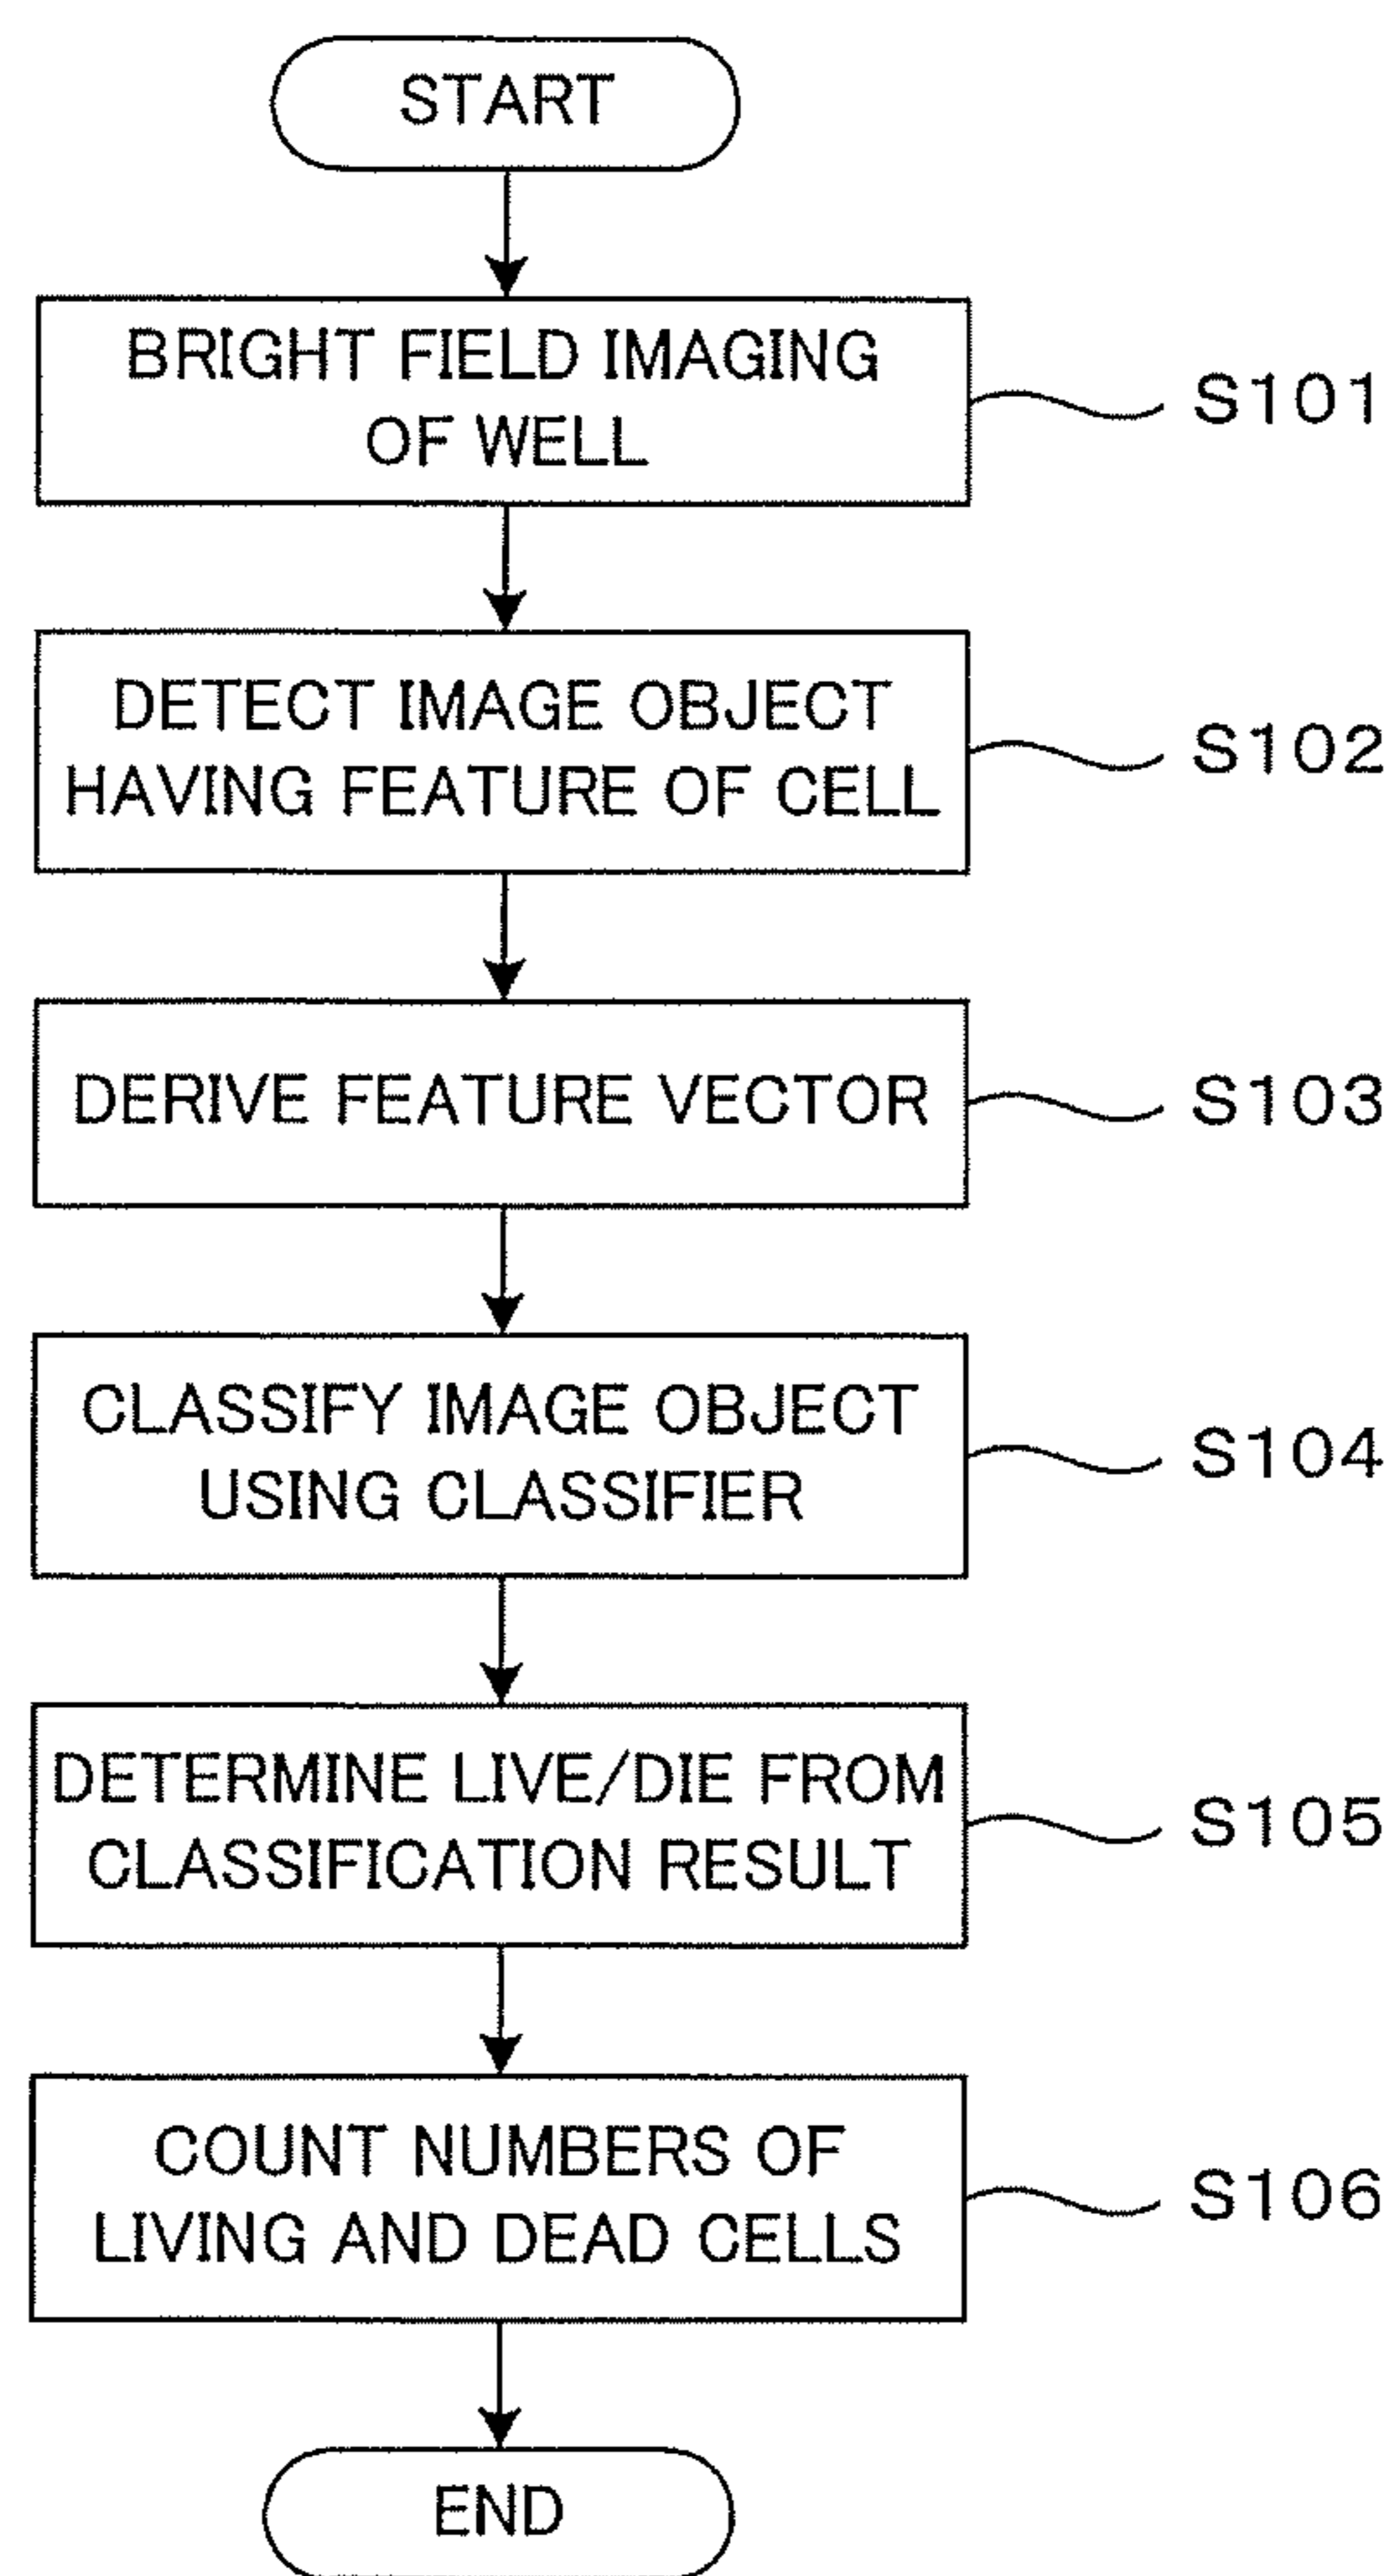 START
BRIGHT FIELD IMAGING
OF WELL
S101
DETECT IMAGE OBJECT
HAVING FEATURE OF CELL
S102
DERIVE FEATURE VECTOR
S103
CLASSIFY IMAGE OBJECT
USING CLASSIFIER
S104
DETERMINE LIVE/DIE FROM
CLASSIFICATION RESULT
S105
COUNT NUMBERS OF
LIVING AND DEAD CELLS
S106
END